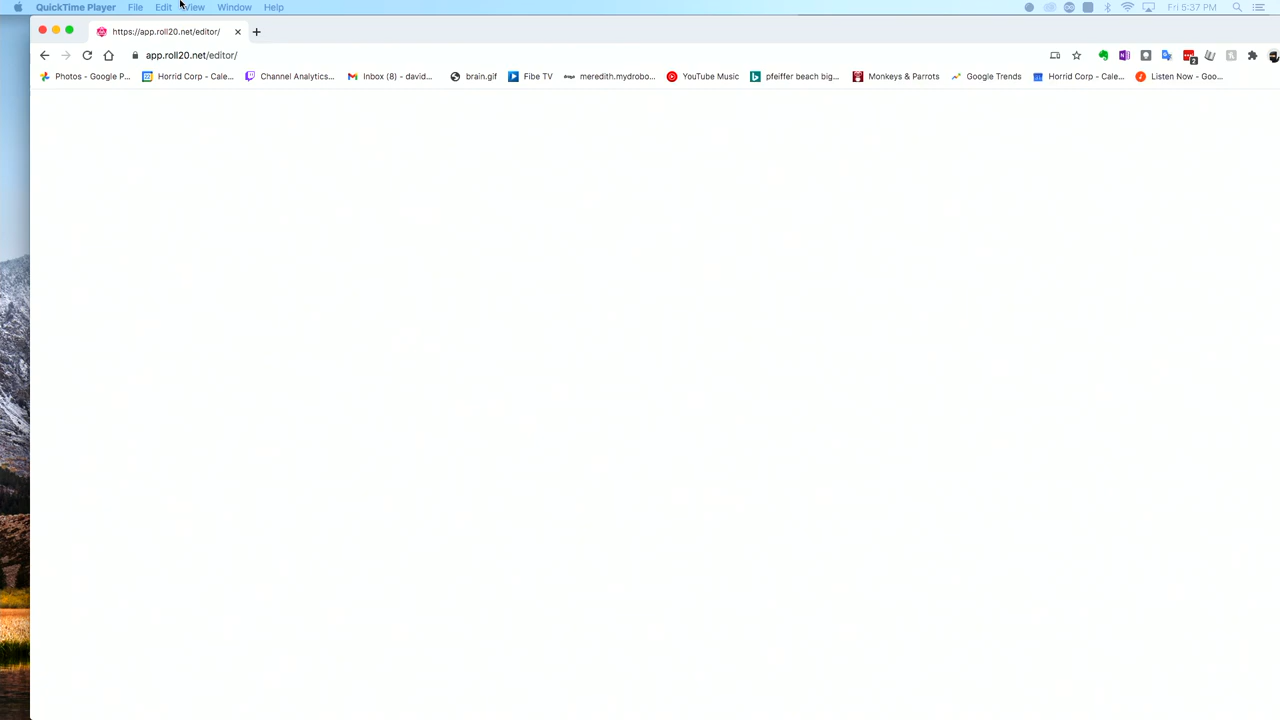 QuickTime Player File Edit View Window Help Fri 5:37 PM
https://app.roll20.net/editor/
app.roll20.net/editor/ 2
Photos - Google P... Horrid Corp - Cale... Channel Analytics... Inbox (8) - david... brain.gif Fibe TV meredith.mydrobo... YouTube Music pfeiffer beach big... Monkeys & Parrots Google Trends Horrid Corp - Cale... Listen Now - Goo...